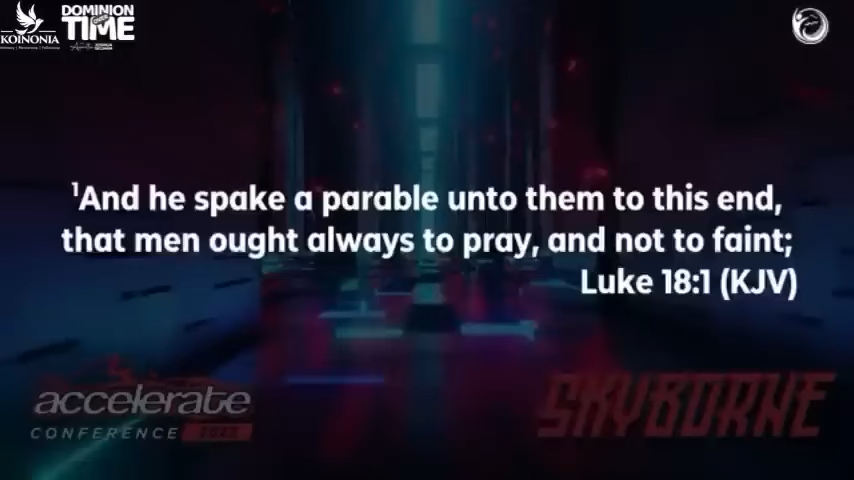 KOINONIA
DOMINION
OVER
TIME
¹And he spake a parable unto them to this end,
that men ought always to pray, and not to faint;
Luke 18:1 (KJV)
accelerate
CONFERENCE
SKYBORNE